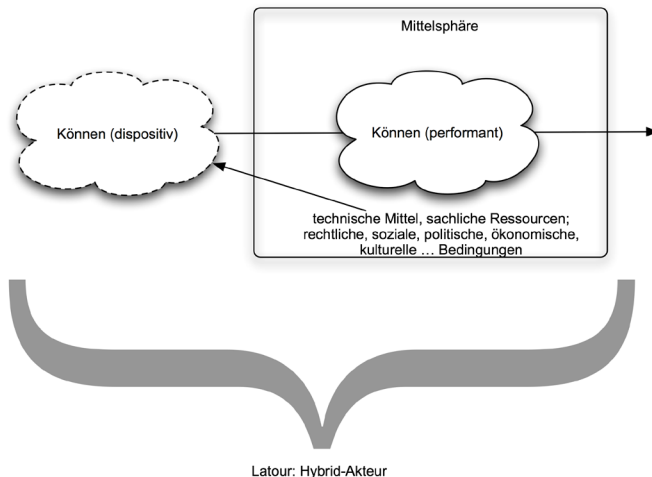 Mittelsphäre
Können (dispositiv)
Können (performant)
technische Mittel, sachliche Ressourcen;
rechtliche, soziale, politische, ökonomische,
kulturelle ... Bedingungen
Latour: Hybrid-Akteur